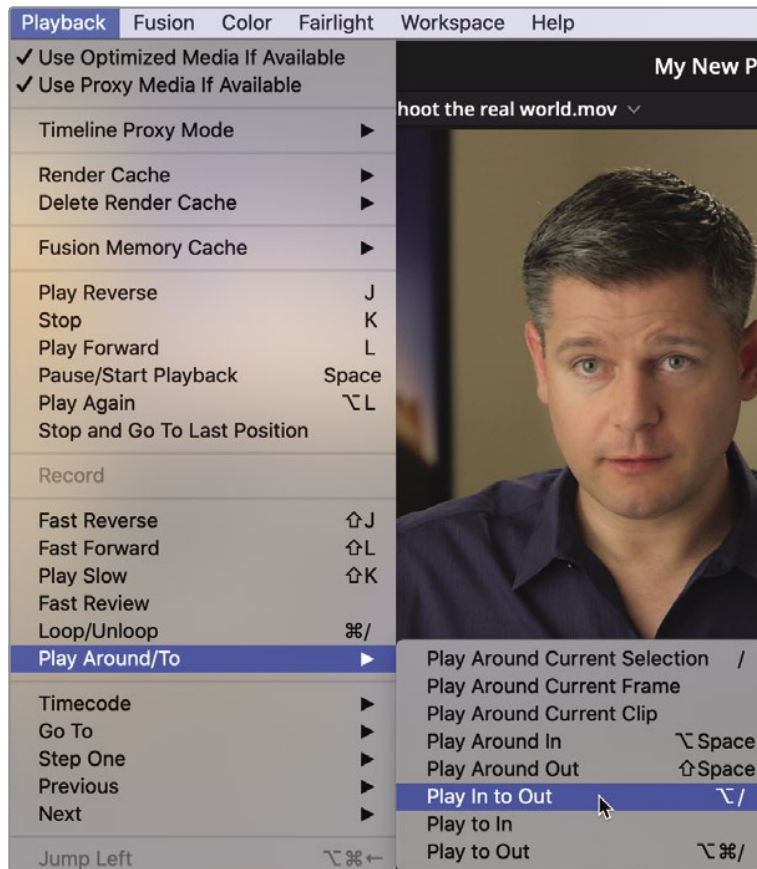 Playback Fusion Color Fairlight Workspace Help
✓ Use Optimized Media If Available
✓ Use Proxy Media If Available
My New P
hoot the real world.mov
Timeline Proxy Mode ▶
Render Cache ▶
Delete Render Cache ▶
Fusion Memory Cache ▶
Play Reverse J
Stop K
Play Forward L
Pause/Start Playback Space
Play Again ⌥L
Stop and Go To Last Position
Record
Fast Reverse ⇧J
Fast Forward ⇧L
Play Slow ⇧K
Fast Review
Loop/Unloop ⌘/
Play Around/To ▶
Timecode ▶
Go To ▶
Step One ▶
Previous ▶
Next ▶
Jump Left ⌥⌘←
Play Around Current Selection /
Play Around Current Frame
Play Around Current Clip
Play Around In ⌥Space
Play Around Out ⇧Space
Play In to Out ⌥/
Play to In
Play to Out ⌥⌘/